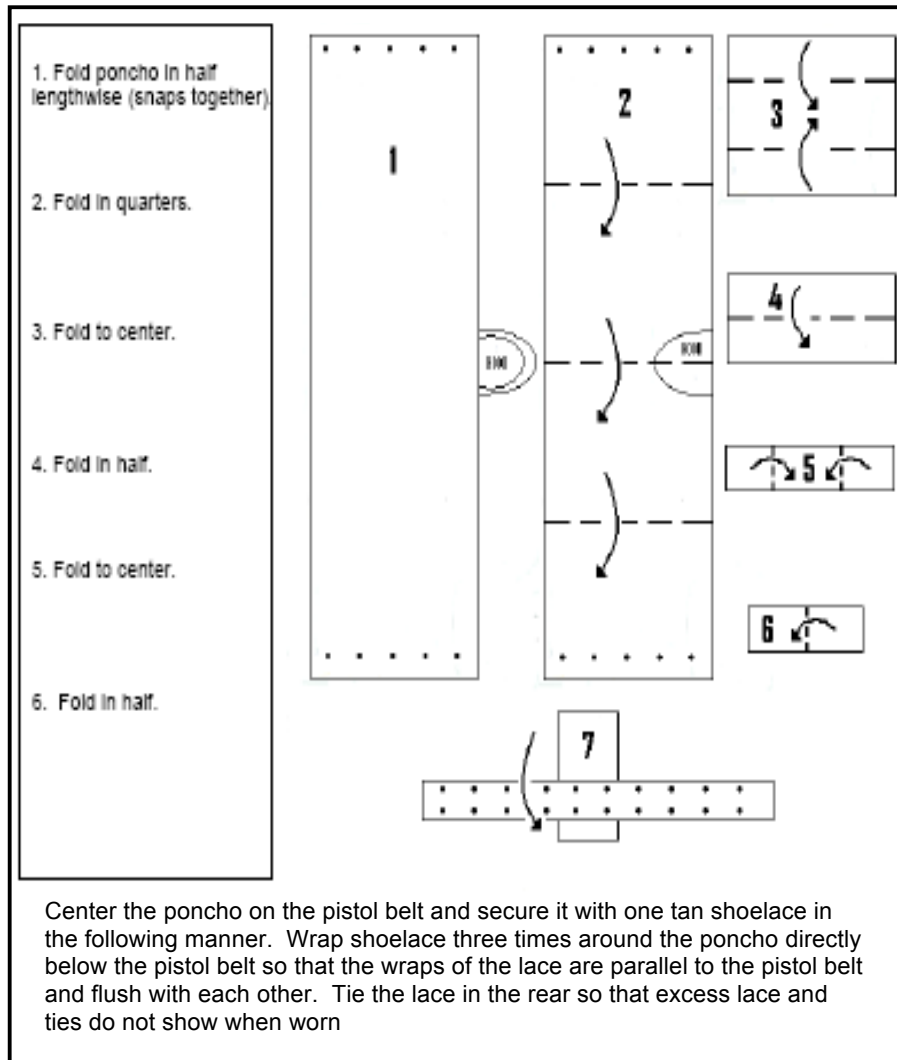 1. Fold poncho in half
lengthwise (snaps together).
2. Fold in quarters.
3. Fold to center.
4. Fold in half.
5. Fold to center.
6. Fold in half.
1
2
3
4
5
6
7
Center the poncho on the pistol belt and secure it with one tan shoelace in
the following manner. Wrap shoelace three times around the poncho directly
below the pistol belt so that the wraps of the lace are parallel to the pistol belt
and flush with each other. Tie the lace in the rear so that excess lace and
ties do not show when worn